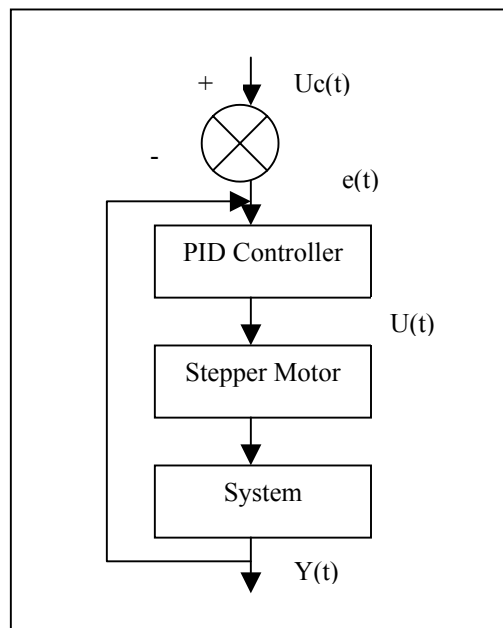 +
Uc(t)
-
e(t)
PID Controller
U(t)
Stepper Motor
System
Y(t)